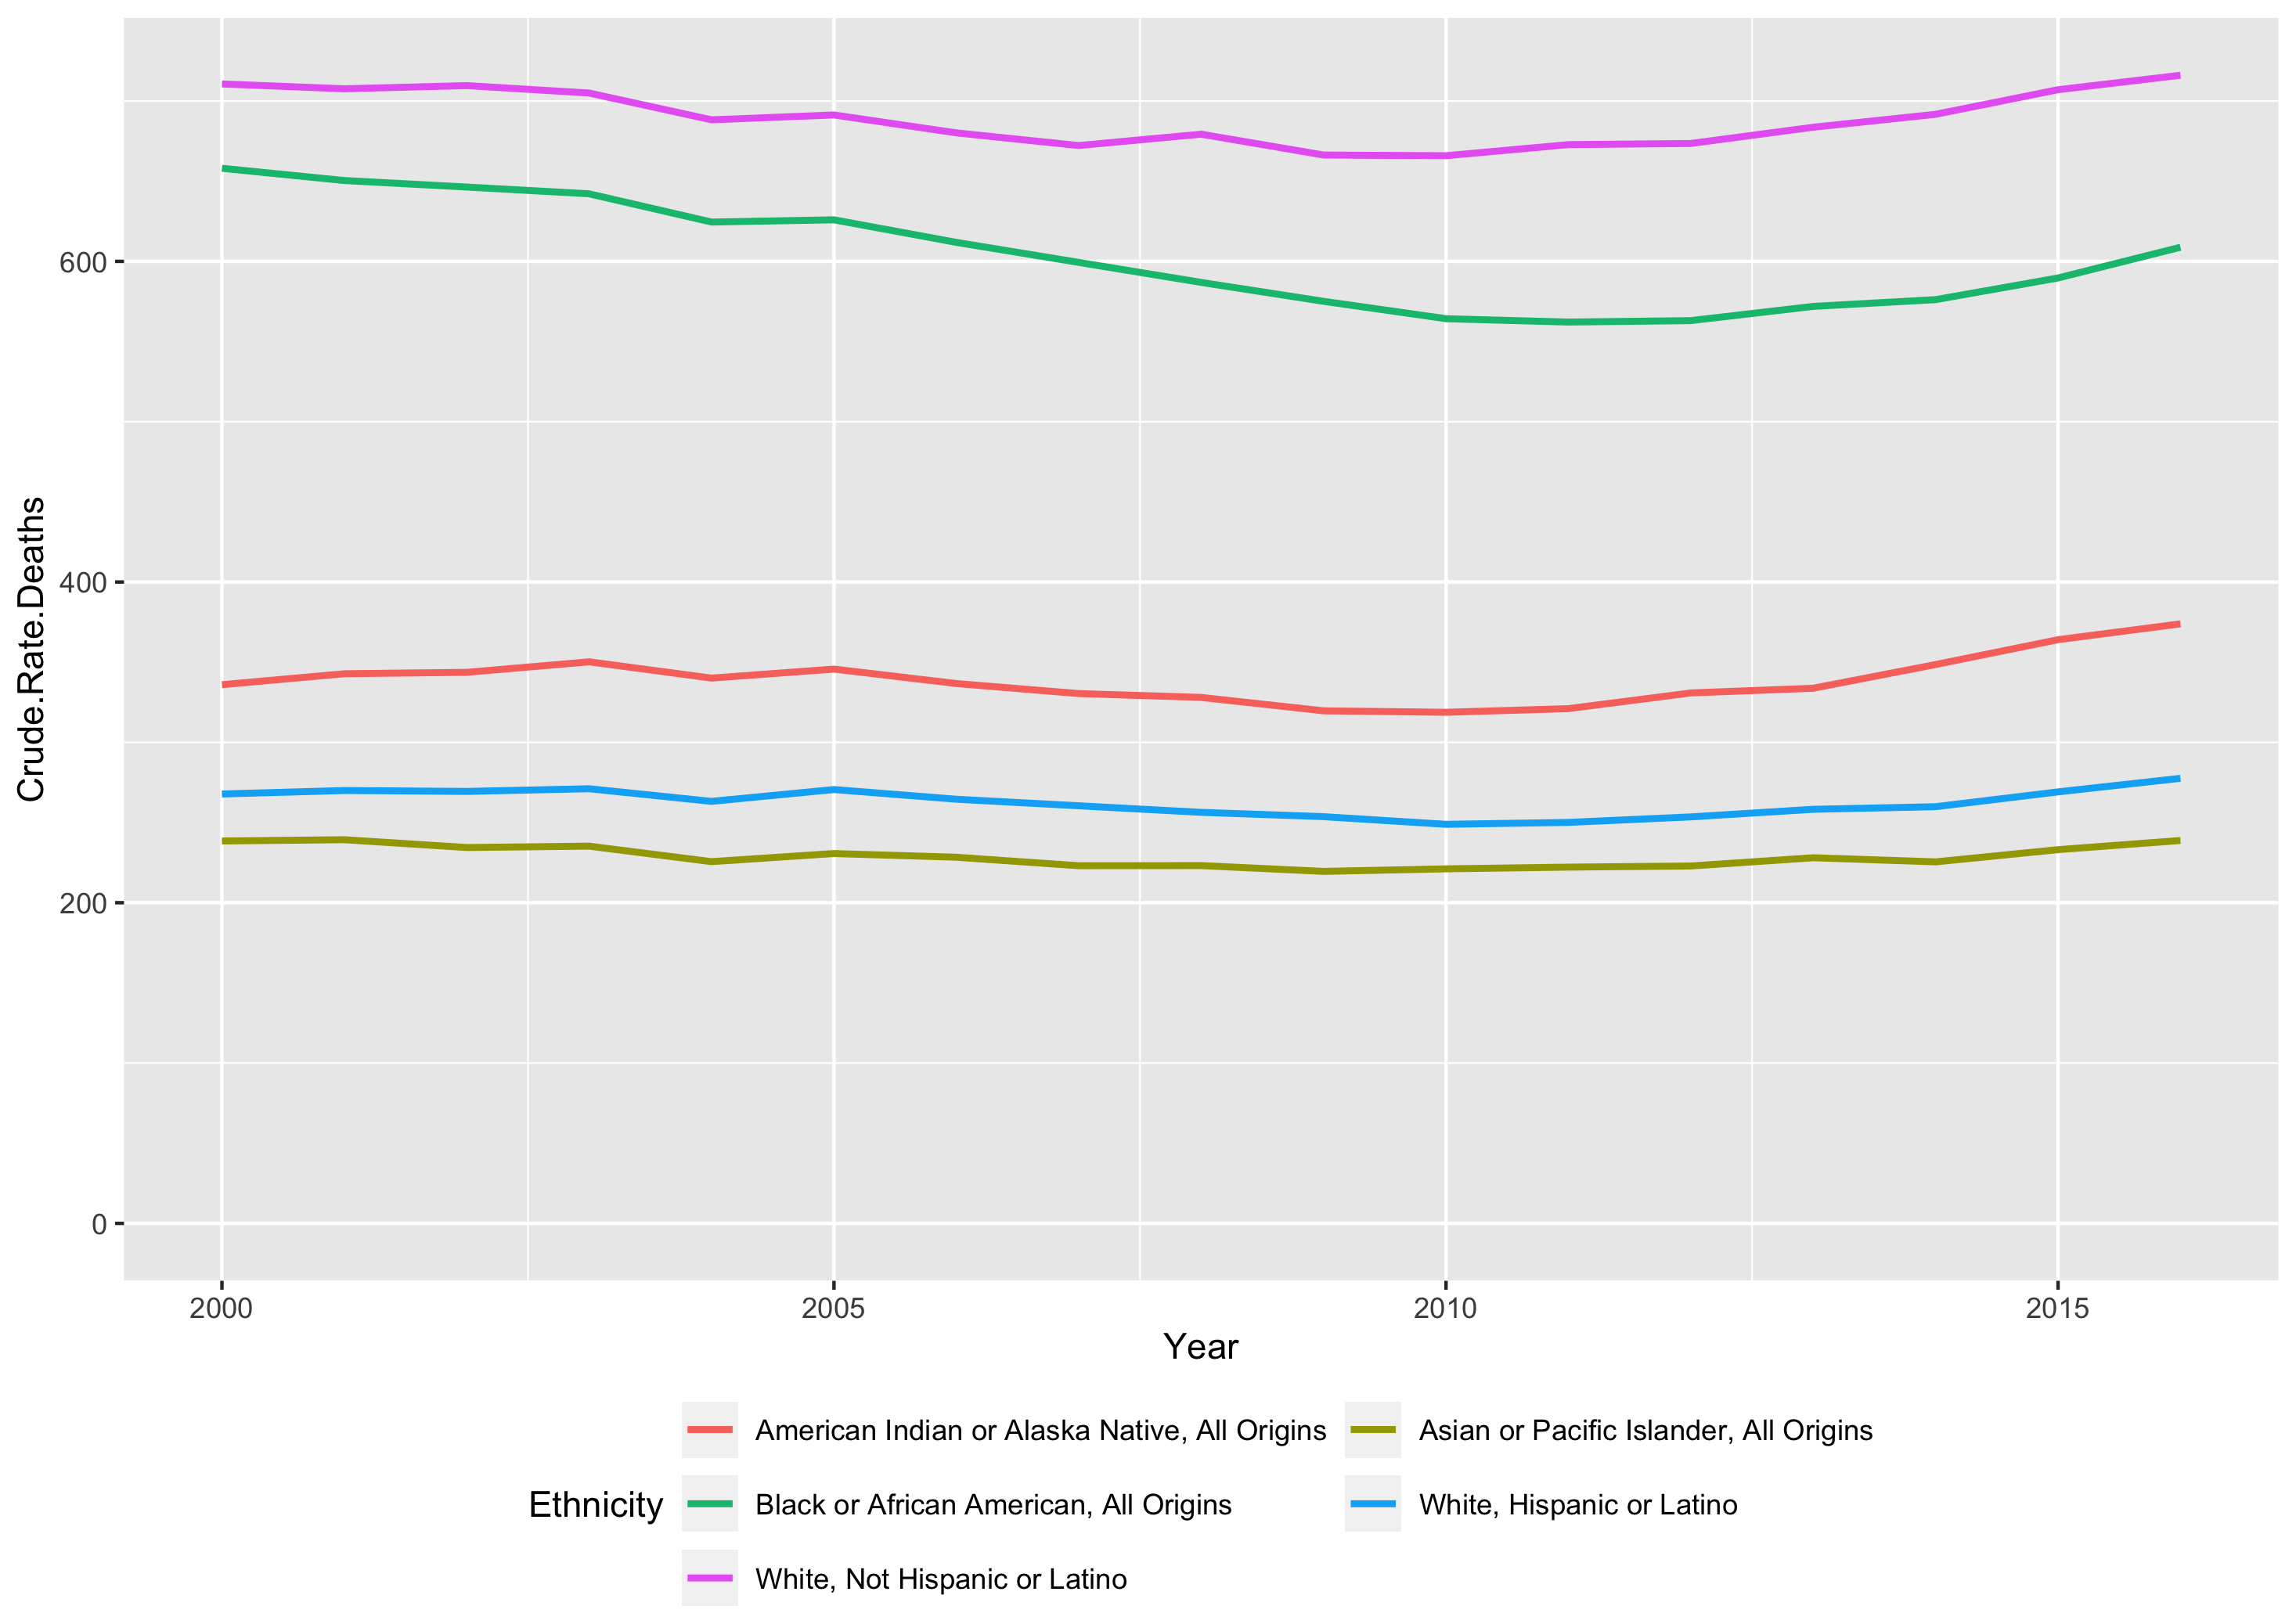 Crude.Rate.Deaths
600
400
200
0
2000 2005 2010 2015
Year
Ethnicity
American Indian or Alaska Native, All Origins
Asian or Pacific Islander, All Origins
Black or African American, All Origins
White, Hispanic or Latino
White, Not Hispanic or Latino